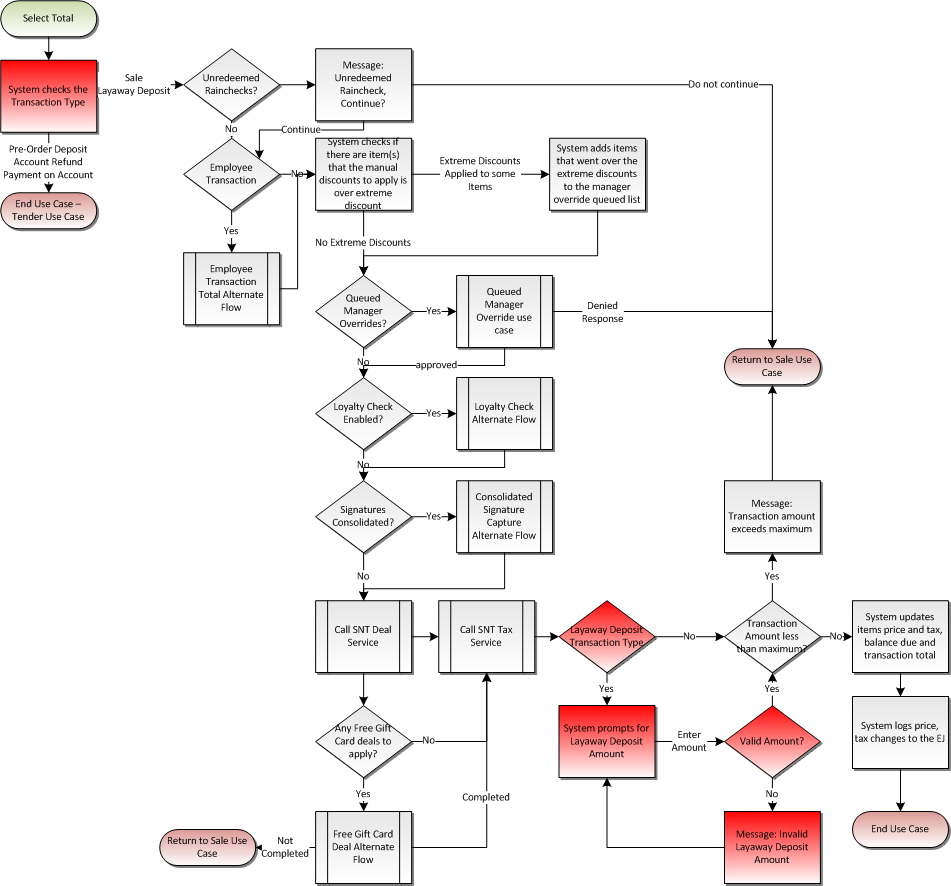 Select Total
System checks the
Transaction Type
Sale
Layaway Deposit
Unredeemed
Rainchecks?
Message:
Unredeemed
Raincheck,
Continue?
Do not continue
No
Continue
Pre-Order Deposit
Account Refund
Payment on Account
End Use Case –
Tender Use Case
Employee
Transaction
No
System checks if
there are item(s)
that the manual
discounts to apply is
over extreme
discount
Extreme Discounts
Applied to some
Items
System adds items
that went over the
extreme discounts
to the manager
override queued list
Yes
No Extreme Discounts
Employee
Transaction
Total Alternate
Flow
Queued
Manager
Overrides?
Yes
Queued
Manager
Override use
case
Denied
Response
No
approved
Return to Sale Use
Case
Loyalty Check
Enabled?
Yes
Loyalty Check
Alternate Flow
No
Signatures
Consolidated?
Yes
Consolidated
Signature
Capture
Alternate Flow
Message:
Transaction amount
exceeds maximum
No
Yes
Call SNT Deal
Service
Call SNT Tax
Service
Layaway Deposit
Transaction Type
No
Transaction
Amount less
than maximum?
No
System updates
items price and tax,
balance due and
transaction total
Yes
Yes
Any Free Gift
Card deals to
apply?
No
System prompts for
Layaway Deposit
Amount
Enter
Amount
Valid Amount?
System logs price,
tax changes to the EJ
Yes
Completed
No
Return to Sale Use
Case
Not
Completed
Free Gift Card
Deal Alternate
Flow
Message: Invalid
Layaway Deposit
Amount
End Use Case